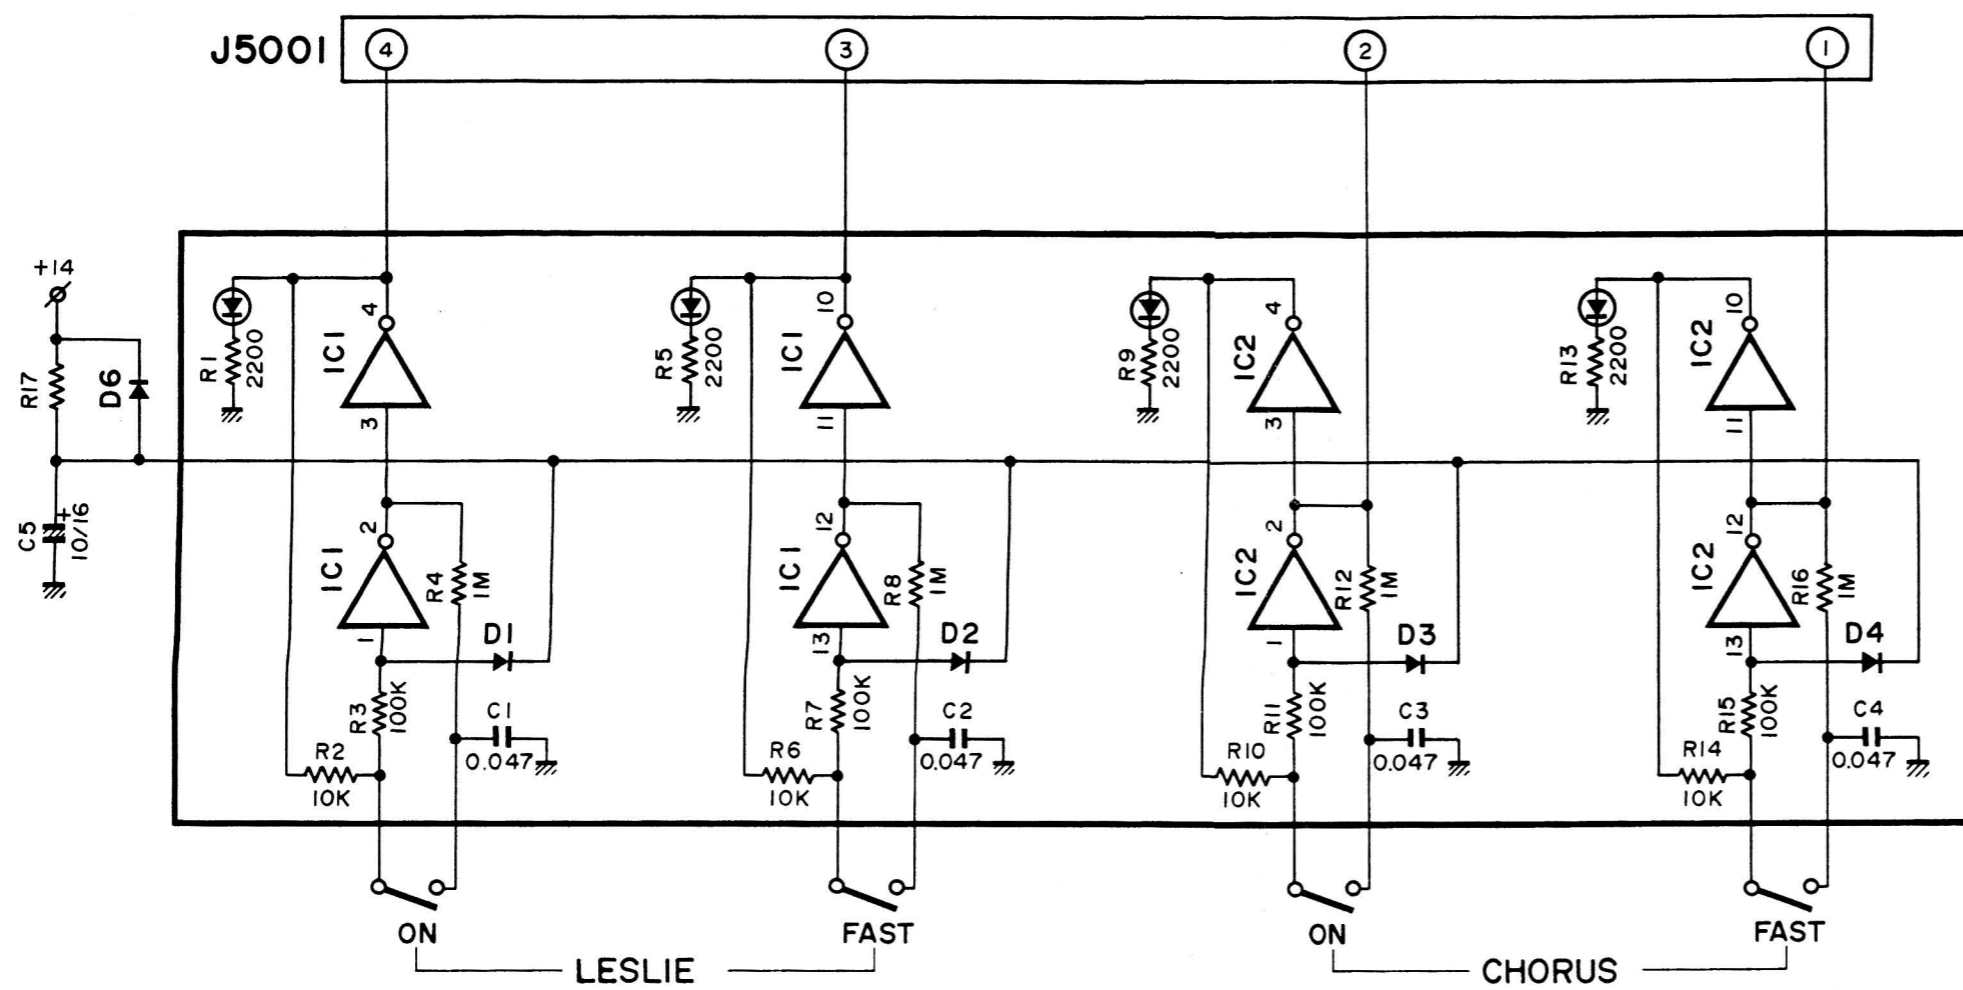 J5001 4 3 2 1
+14
R17
D6
C5
+
10/16
R1
2200
4
IC1
3
2
IC1
1
R4
1M
D1
R3
100K
C1
0.047
R2
10K
R5
2200
10
IC1
11
12
IC1
13
R8
1M
D2
R7
100K
C2
0.047
R6
10K
R9
2200
4
IC2
3
2
IC2
1
R12
1M
D3
R11
100K
C3
0.047
R10
10K
R13
2200
10
IC2
11
12
IC2
13
R16
1M
D4
R15
100K
C4
0.047
R14
10K
ON FAST ON FAST
LESLIE CHORUS